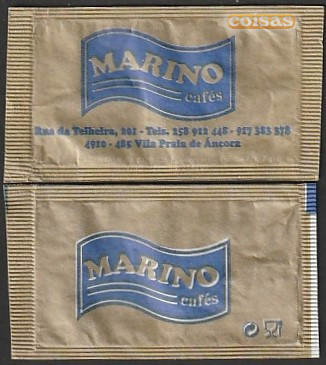 coisas
MARINO
cafés
Rua da Telheira, 202 - Tels. 258 912 448 - 917 383 378
4910 - 485 Vila Praia de Âncora
MARINO
cafés